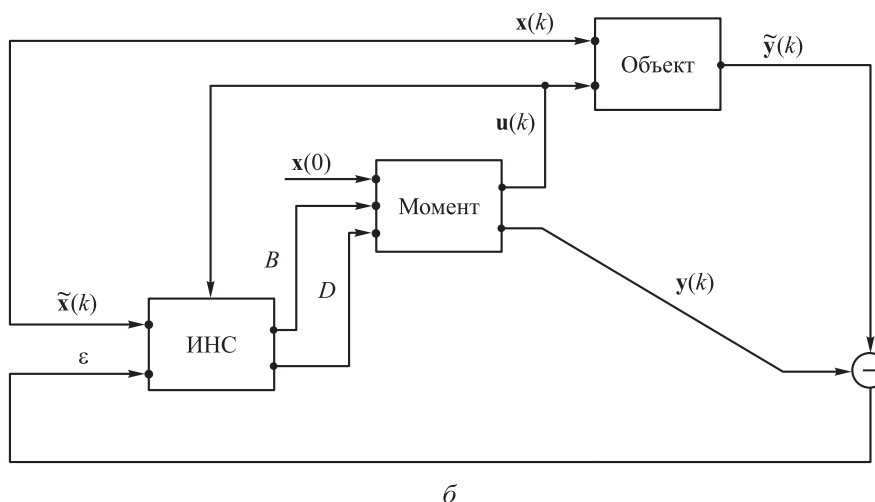 x(k)
ỹ(k)
Объект
u(k)
x(0)
Момент
B
D
y(k)
x̃(k)
ИНС
ε
−
б